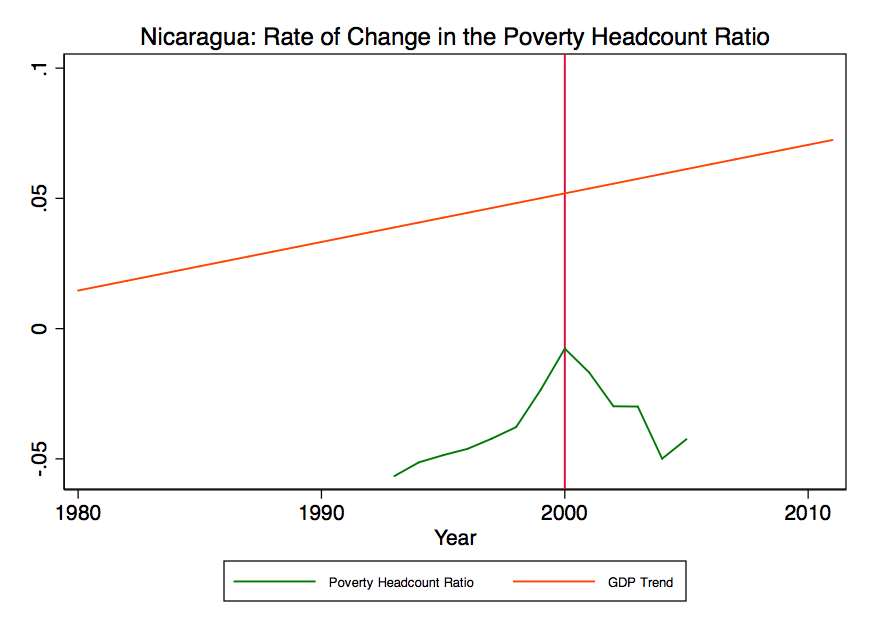 Nicaragua: Rate of Change in the Poverty Headcount Ratio
.1
.05
0
-.05
1980 1990 2000 2010
Year
Poverty Headcount Ratio GDP Trend